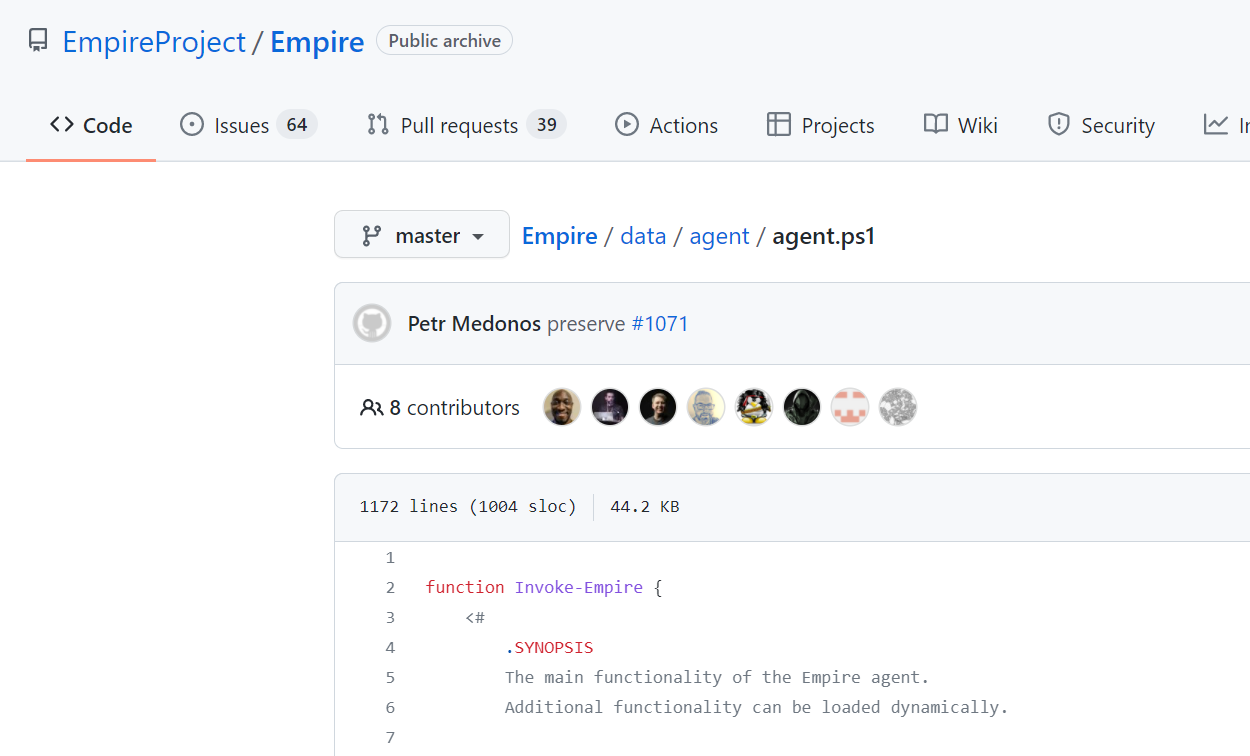 EmpireProject / Empire Public archive
Code Issues 64 Pull requests 39 Actions Projects Wiki Security
master Empire / data / agent / agent.ps1
Petr Medonos preserve #1071
8 contributors
1172 lines (1004 sloc) 44.2 KB
1
2 function Invoke-Empire {
3 <#
4 .SYNOPSIS
5 The main functionality of the Empire agent.
6 Additional functionality can be loaded dynamically.
7